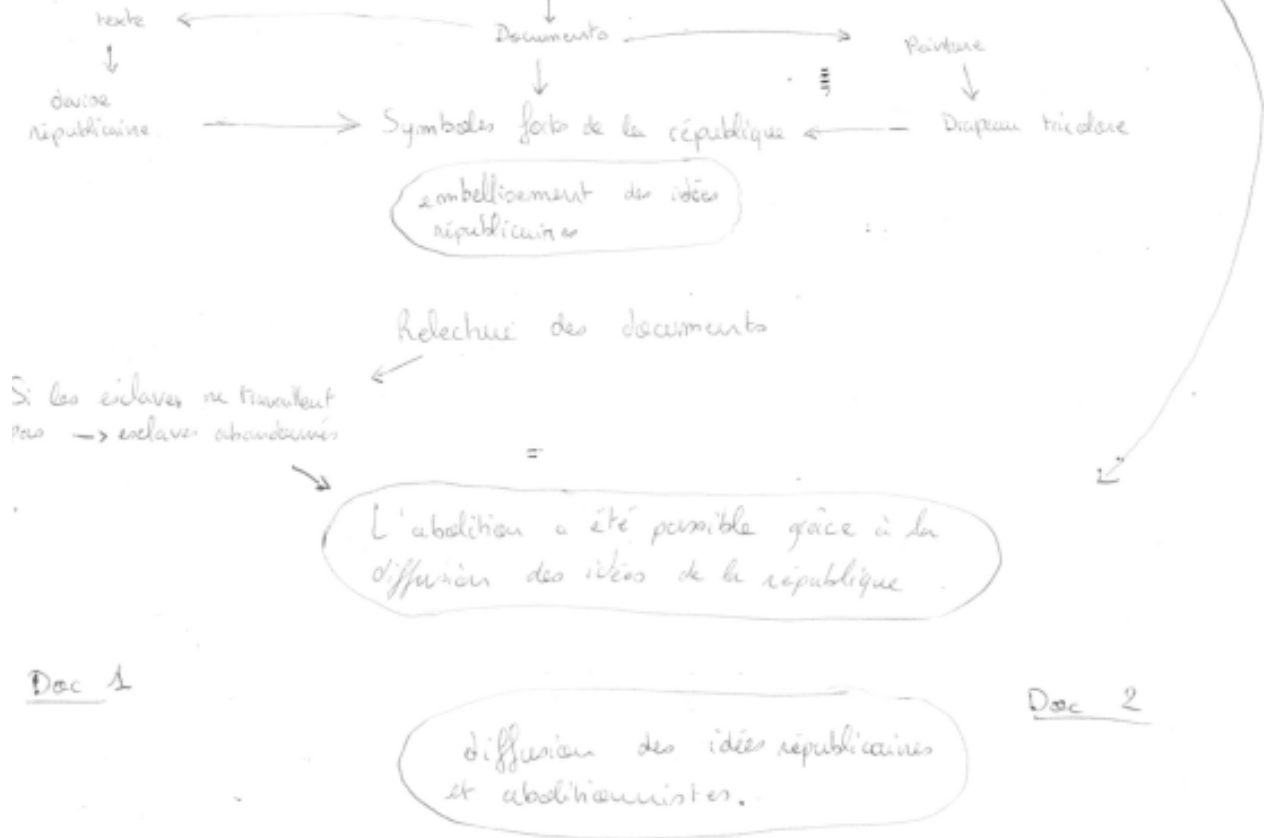 texte
Documents
Peinture
devise
républicaine
Symboles forts de la république
Drapeau tricolore
embellisement des idées
républicaines
Relecture des documents
Si les esclaves ne travaillent
pas → esclaves abandonnés
L'abolition a été possible grâce à la
diffusion des idées de la république
Doc 1
Doc 2
diffusion des idées républicaines
et abolitionnistes.